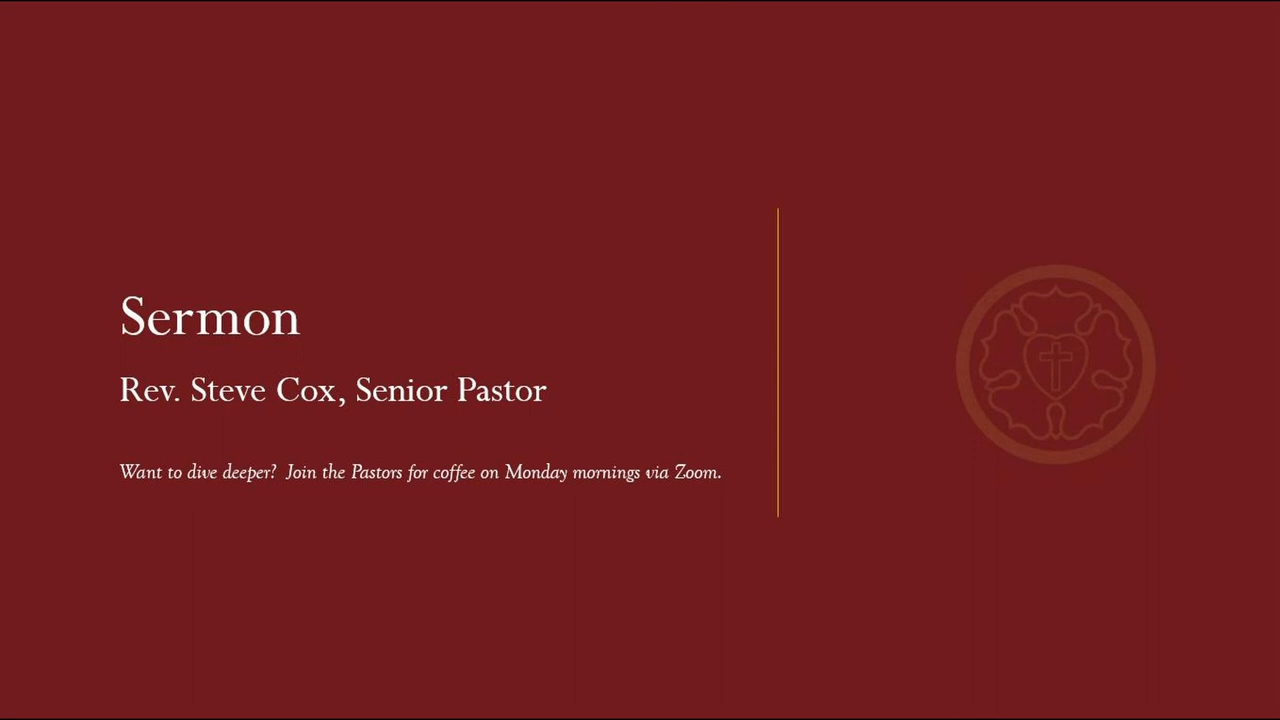 Sermon
Rev. Steve Cox, Senior Pastor
Want to dive deeper?  Join the Pastors for coffee on Monday mornings via Zoom.